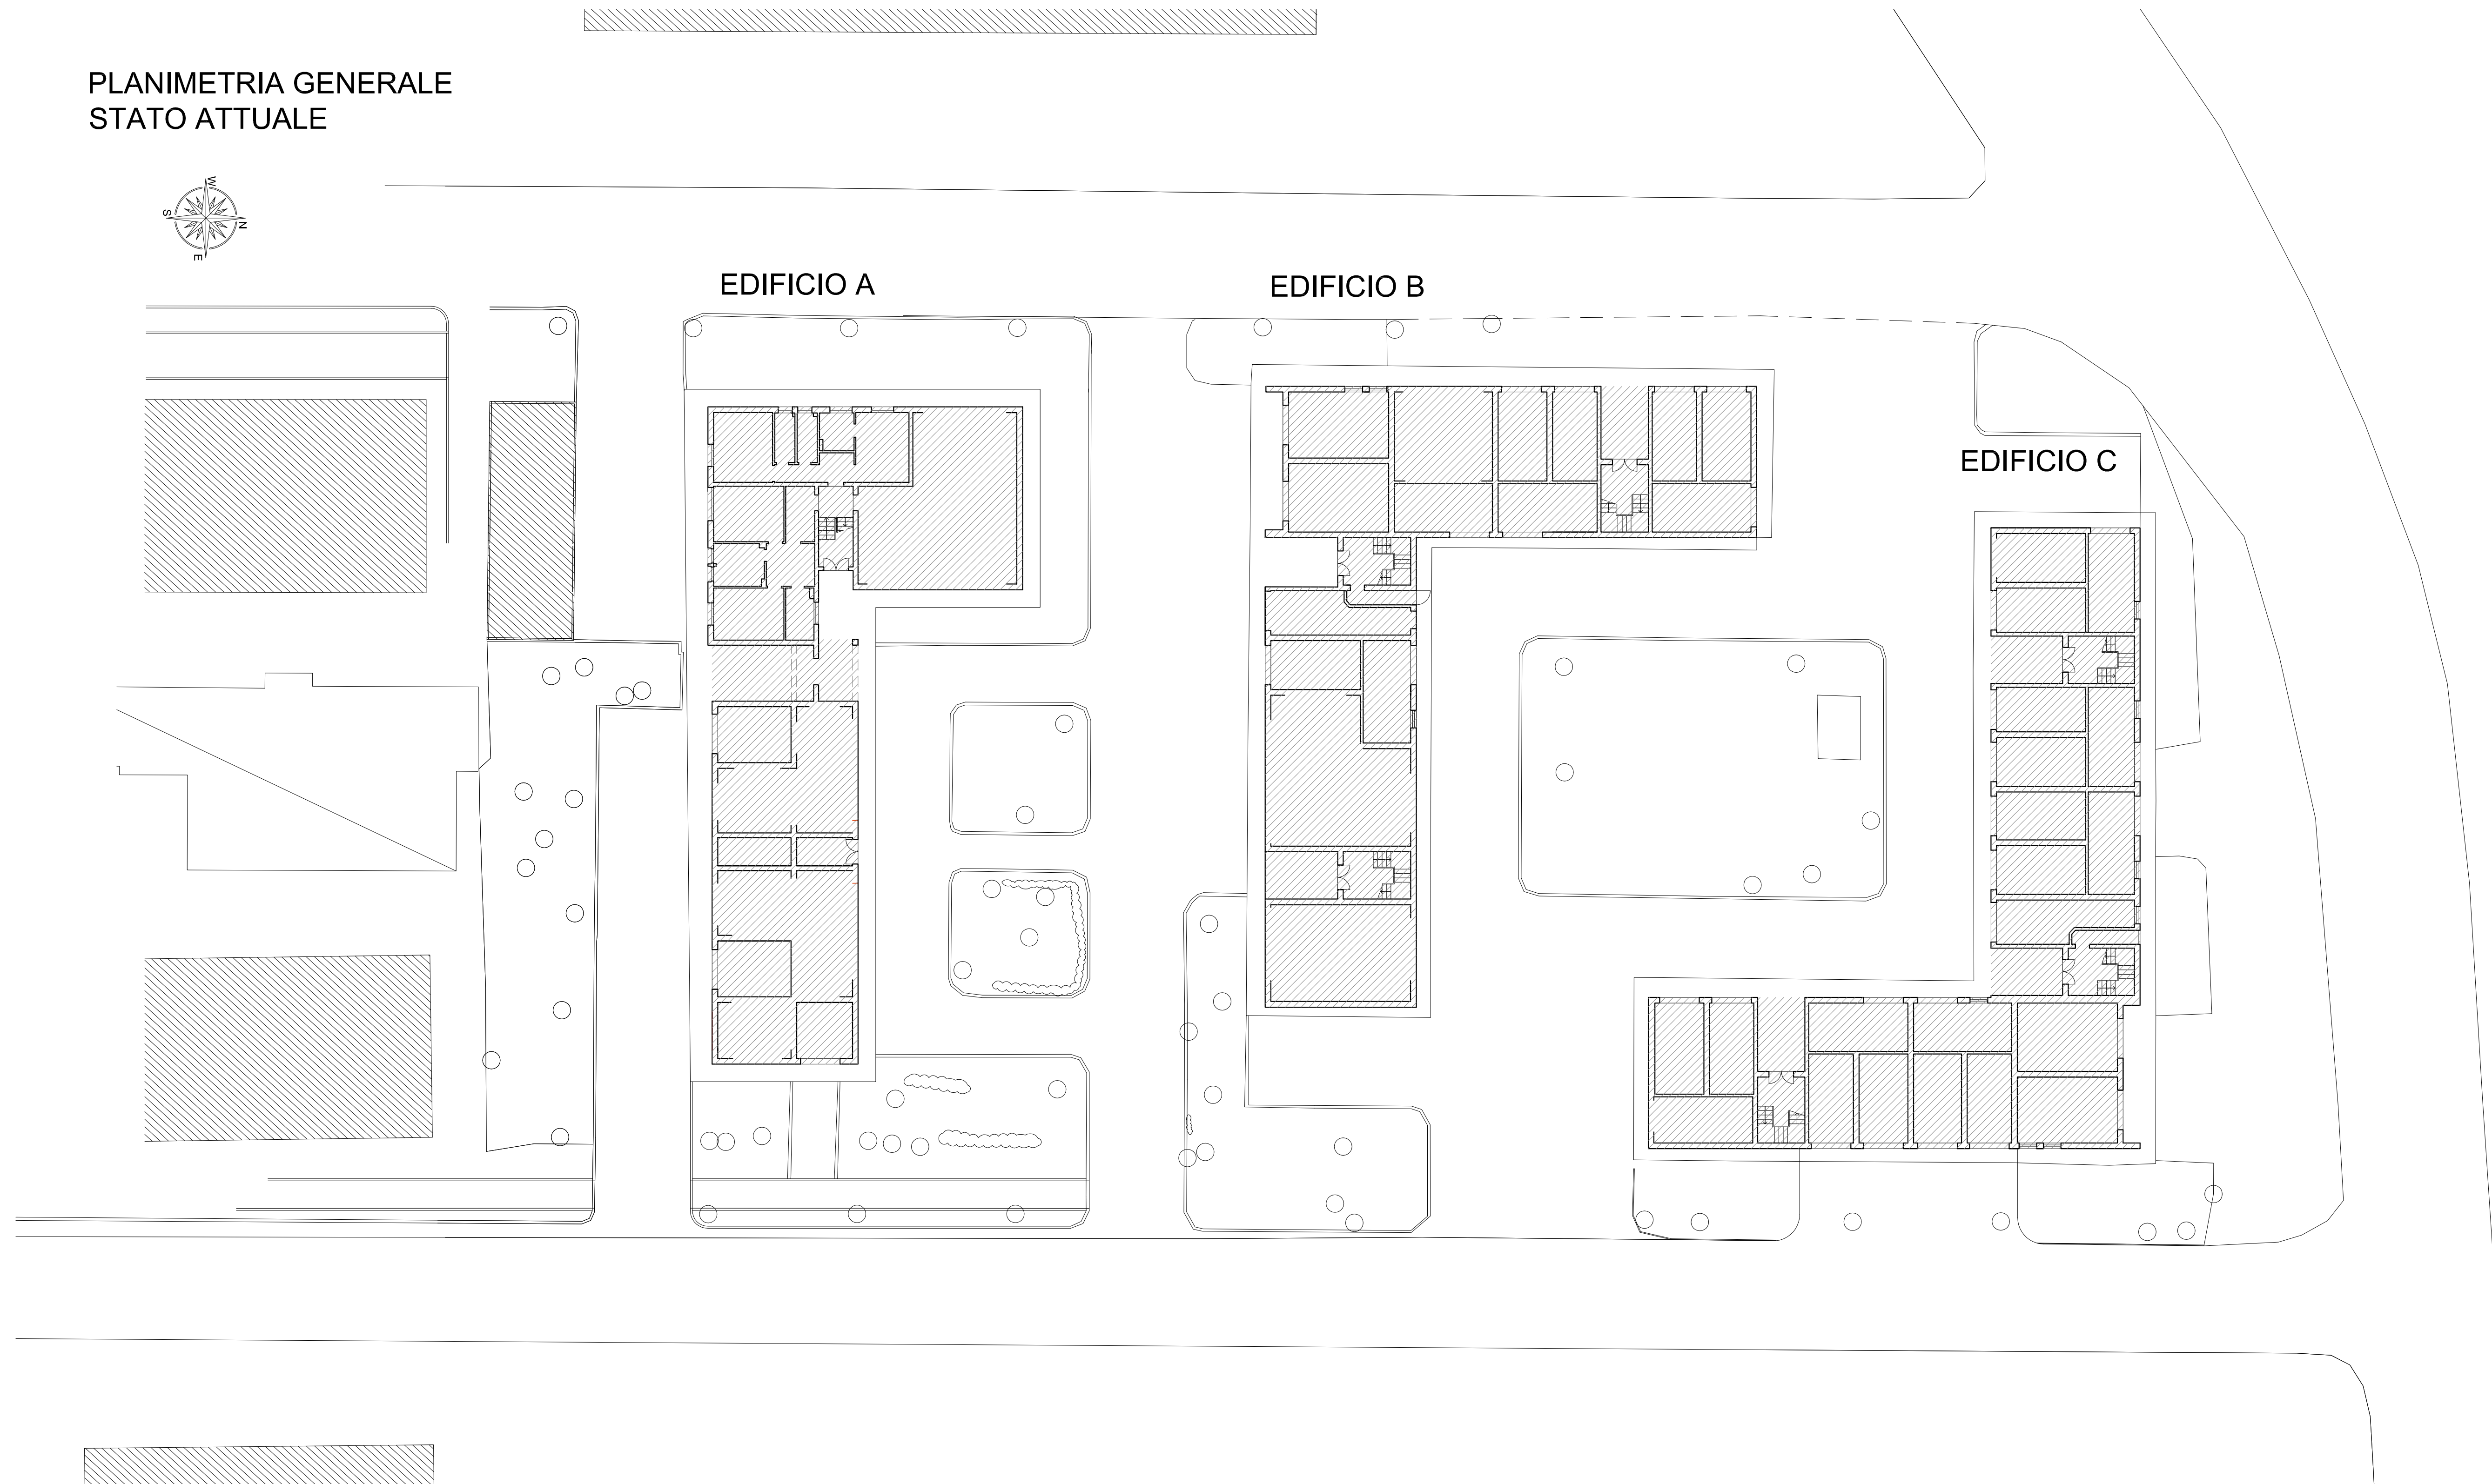 PLANIMETRIA GENERALE
STATO ATTUALE
W
S
N
E
EDIFICIO A
EDIFICIO B
EDIFICIO C